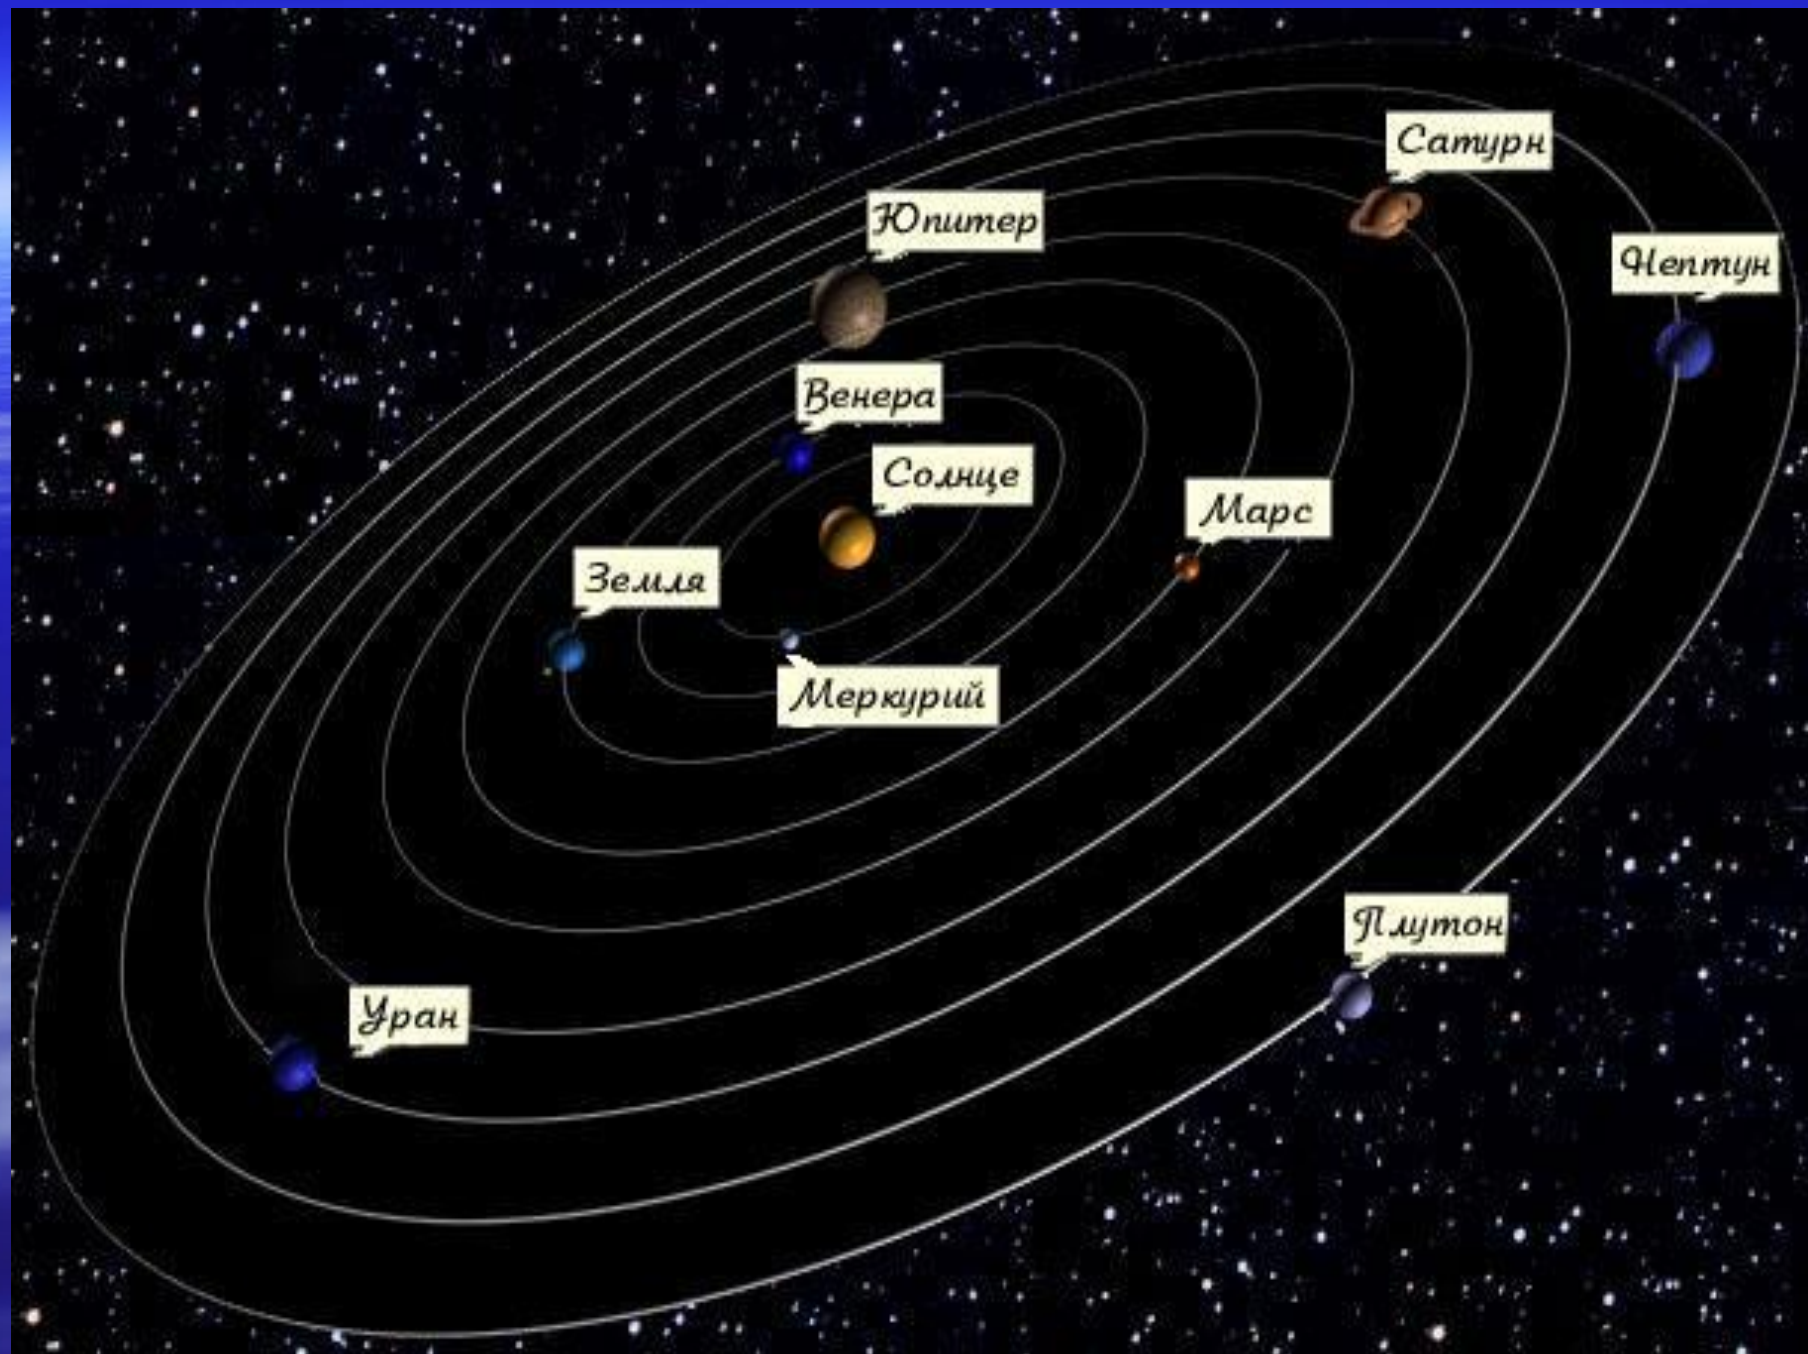 Сатурн
Юпитер
Нептун
Венера
Солнце
Марс
Земля
Меркурий
Плутон
Уран